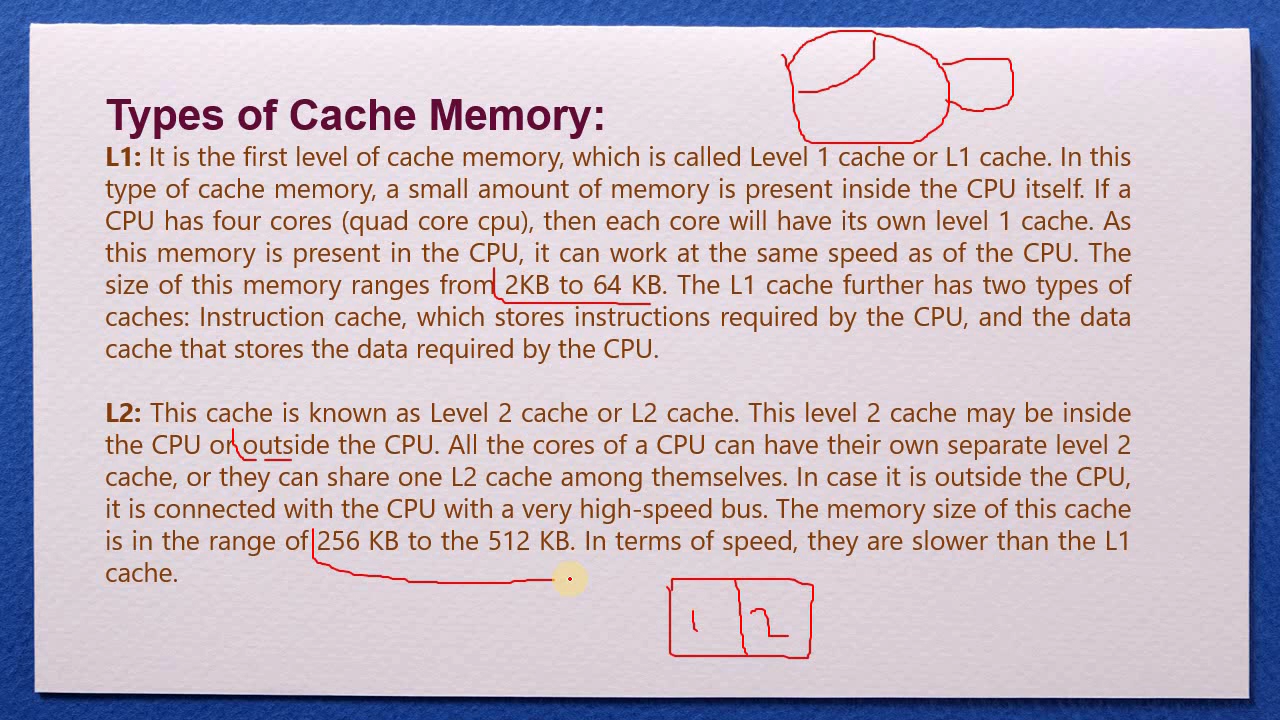 Types of Cache Memory:
L1: It is the first level of cache memory, which is called Level 1 cache or L1 cache. In this
type of cache memory, a small amount of memory is present inside the CPU itself. If a
CPU has four cores (quad core cpu), then each core will have its own level 1 cache. As
this memory is present in the CPU, it can work at the same speed as of the CPU. The
size of this memory ranges from 2KB to 64 KB. The L1 cache further has two types of
caches: Instruction cache, which stores instructions required by the CPU, and the data
cache that stores the data required by the CPU.
L2: This cache is known as Level 2 cache or L2 cache. This level 2 cache may be inside
the CPU or outside the CPU. All the cores of a CPU can have their own separate level 2
cache, or they can share one L2 cache among themselves. In case it is outside the CPU,
it is connected with the CPU with a very high-speed bus. The memory size of this cache
is in the range of 256 KB to the 512 KB. In terms of speed, they are slower than the L1
cache.
1 2